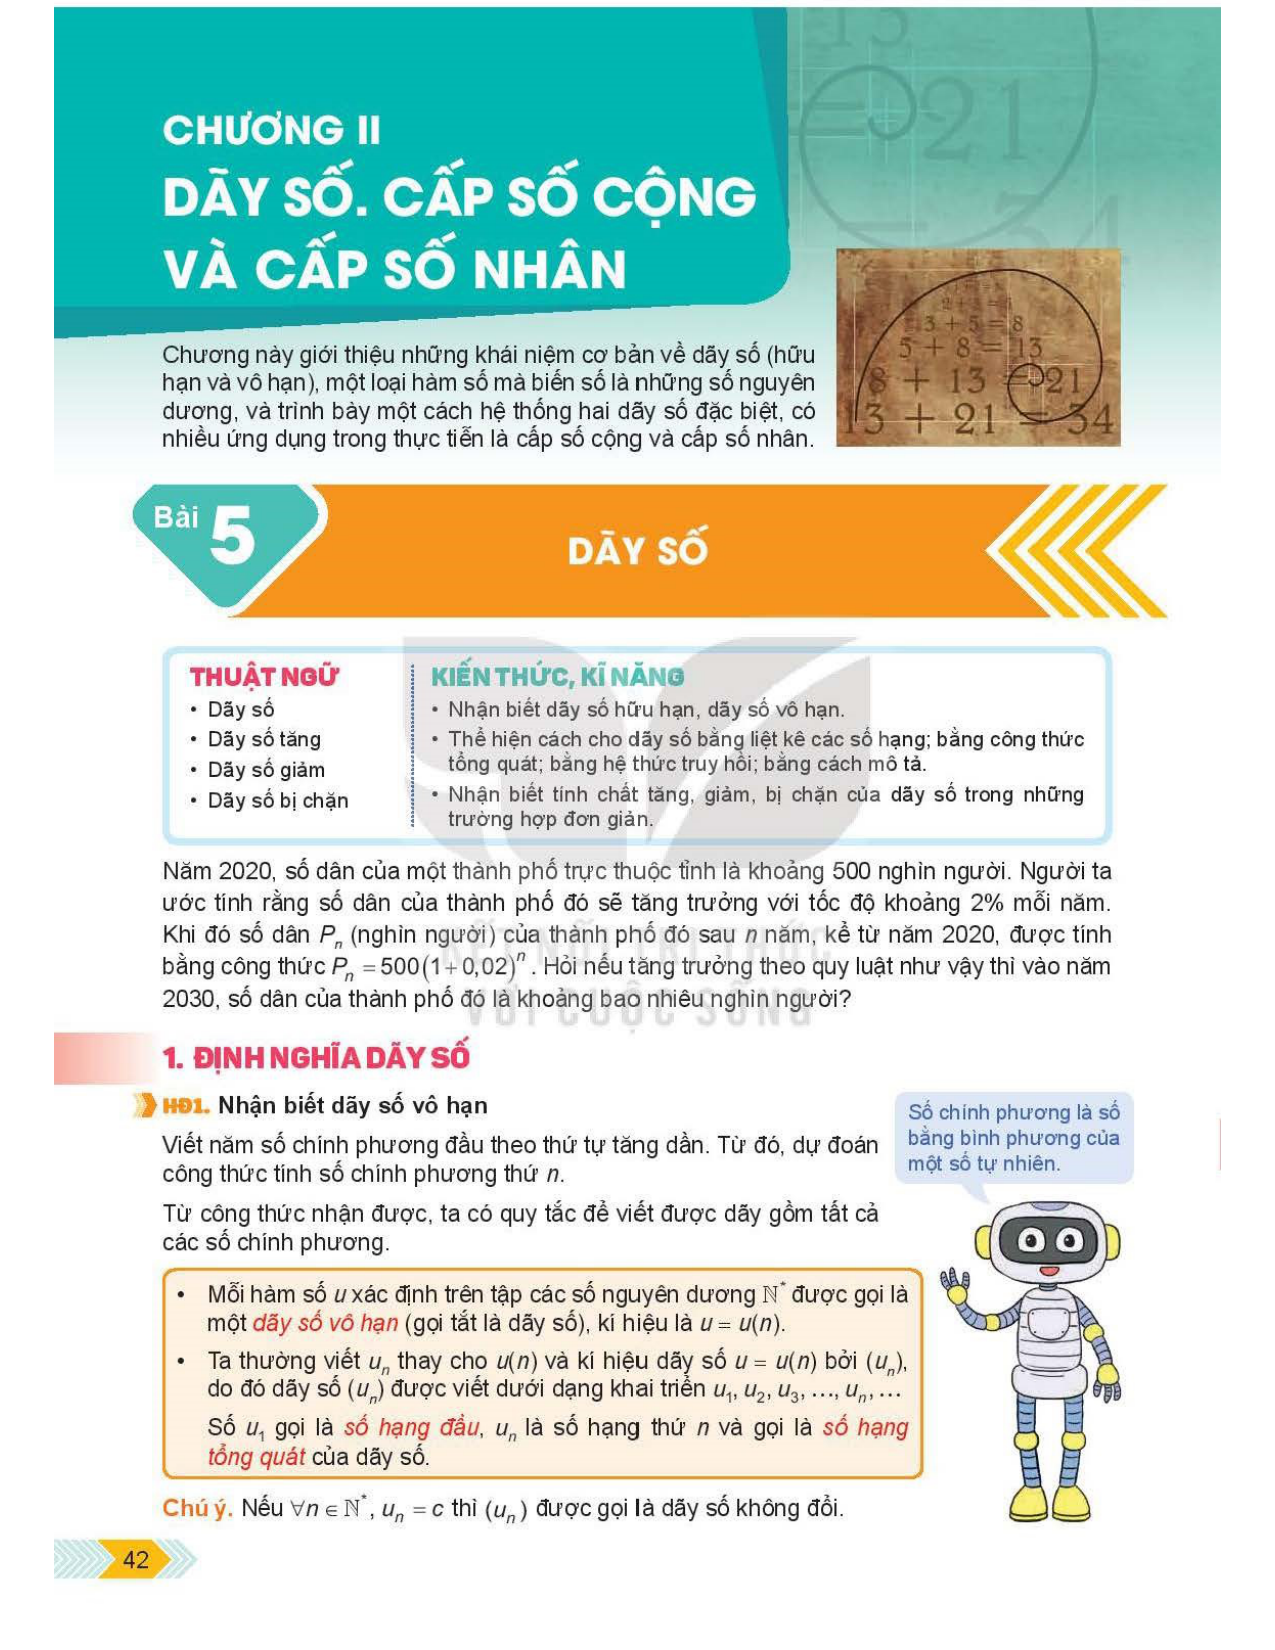 CHƯƠNG II
DÃY SỐ. CẤP SỐ CỘNG
VÀ CẤP SỐ NHÂN
Chương này giới thiệu những khái niệm cơ bản về dãy số (hữu
hạn và vô hạn), một loại hàm số mà biến số là những số nguyên
dương, và trình bày một cách hệ thống hai dãy số đặc biệt, có
nhiều ứng dụng trong thực tiễn là cấp số cộng và cấp số nhân.
3 + 5 = 8
5 + 8 = 13
8 + 13 = 21
13 + 21 = 34
Bài 5
DÃY SỐ
THUẬT NGỮ
• Dãy số
• Dãy số tăng
• Dãy số giảm
• Dãy số bị chặn
KIẾN THỨC, KĨ NĂNG
• Nhận biết dãy số hữu hạn, dãy số vô hạn.
• Thể hiện cách cho dãy số bằng liệt kê các số hạng; bằng công thức
tổng quát; bằng hệ thức truy hồi; bằng cách mô tả.
• Nhận biết tính chất tăng, giảm, bị chặn của dãy số trong những
trường hợp đơn giản.
Năm 2020, số dân của một thành phố trực thuộc tỉnh là khoảng 500 nghìn người. Người ta
ước tính rằng số dân của thành phố đó sẽ tăng trưởng với tốc độ khoảng 2% mỗi năm.
Khi đó số dân Pₙ (nghìn người) của thành phố đó sau n năm, kể từ năm 2020, được tính
bằng công thức Pₙ = 500(1+0,02)ⁿ. Hỏi nếu tăng trưởng theo quy luật như vậy thì vào năm
2030, số dân của thành phố đó là khoảng bao nhiêu nghìn người?
KẾT NỐI TRI THỨC
VỚI CUỘC SỐNG
1. ĐỊNH NGHĨA DÃY SỐ
HĐ1. Nhận biết dãy số vô hạn
Viết năm số chính phương đầu theo thứ tự tăng dần. Từ đó, dự đoán
công thức tính số chính phương thứ n.
Từ công thức nhận được, ta có quy tắc để viết được dãy gồm tất cả
các số chính phương.
Số chính phương là số
bằng bình phương của
một số tự nhiên.
• Mỗi hàm số u xác định trên tập các số nguyên dương ℕ* được gọi là
một dãy số vô hạn (gọi tắt là dãy số), kí hiệu là u = u(n).
• Ta thường viết uₙ thay cho u(n) và kí hiệu dãy số u = u(n) bởi (uₙ),
do đó dãy số (uₙ) được viết dưới dạng khai triển u₁, u₂, u₃, ..., uₙ, ...
Số u₁ gọi là số hạng đầu, uₙ là số hạng thứ n và gọi là số hạng
tổng quát của dãy số.
Chú ý. Nếu ∀n ∈ ℕ*, uₙ = c thì (uₙ) được gọi là dãy số không đổi.
42